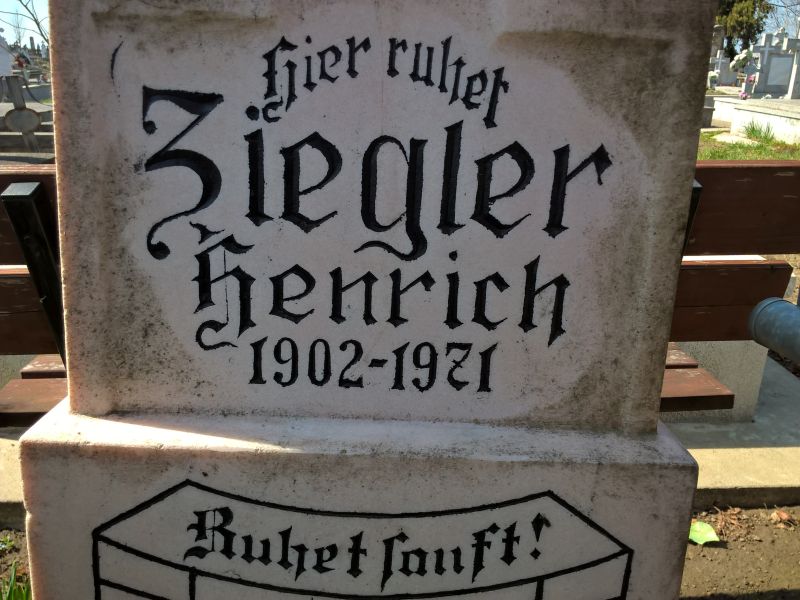 Hier ruhet
Ziegler
Henrich
1902-1971
Ruhet sanft!